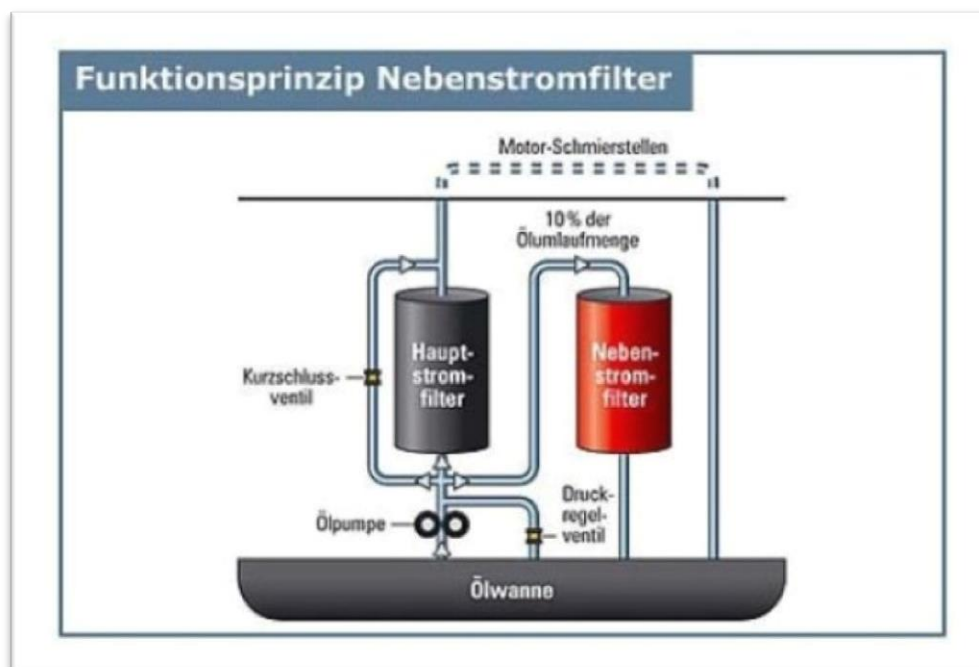 Funktionsprinzip Nebenstromfilter
Motor-Schmierstellen
10% der
Ölumlaufmenge
Haupt-
strom-
filter
Neben-
strom-
filter
Kurzschluss-
ventil
Druck-
regel-
ventil
Ölpumpe
Ölwanne